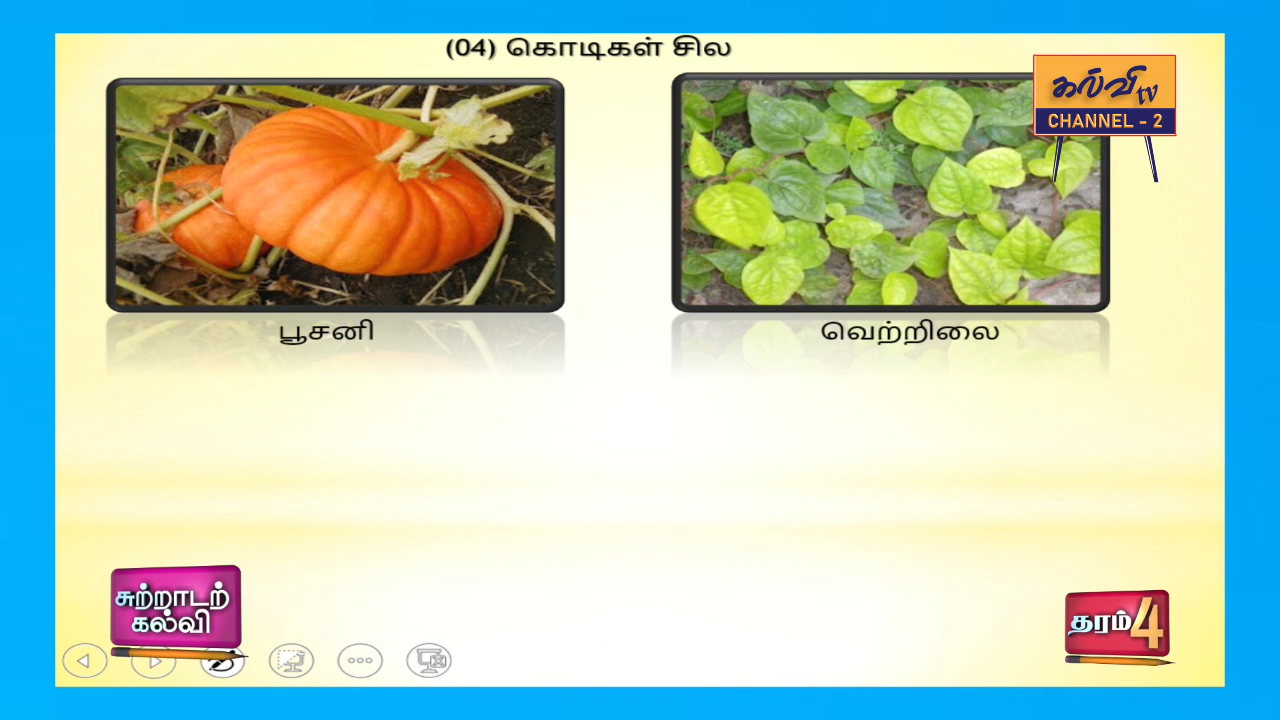 (04) கொடிகள் சில
கல்வி tv
CHANNEL - 2
பூசனி
வெற்றிலை
சுற்றாடற்
கல்வி
தரம் 4